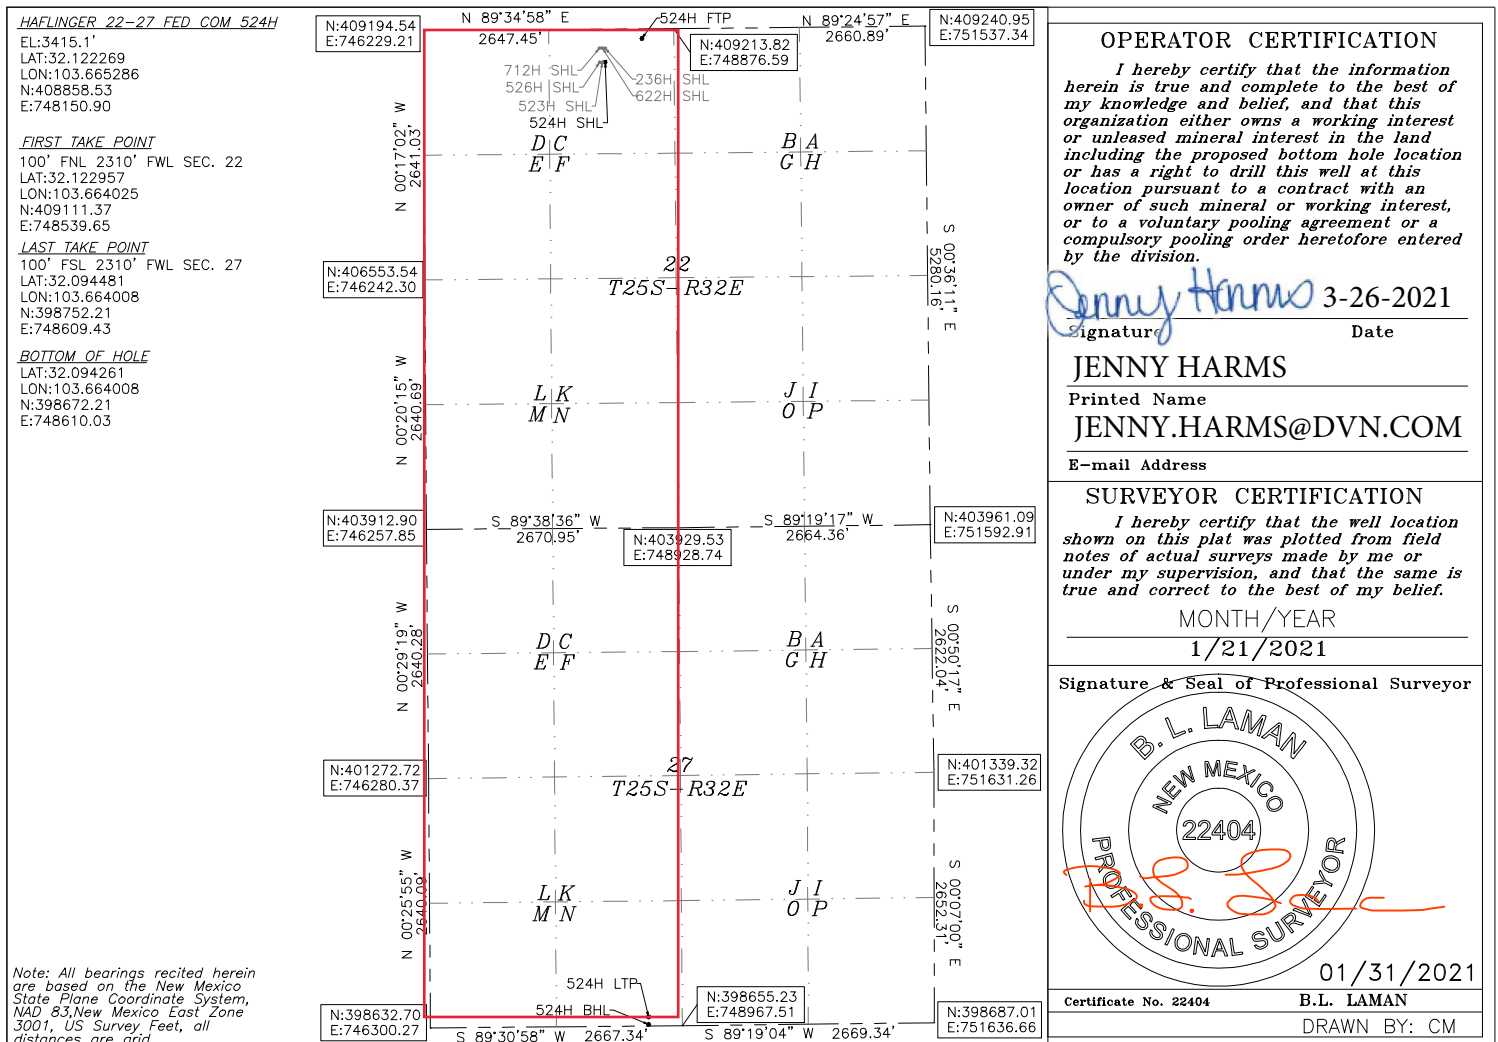 HAFLINGER 22-27 FED COM 524H
EL:3415.1'
LAT:32.122269
LON:103.665286
N:408858.53
E:748150.90
FIRST TAKE POINT
100' FNL 2310' FWL SEC. 22
LAT:32.122957
LON:103.664025
N:409111.37
E:748539.65
LAST TAKE POINT
100' FSL 2310' FWL SEC. 27
LAT:32.094481
LON:103.664008
N:398752.21
E:748609.43
BOTTOM OF HOLE
LAT:32.094261
LON:103.664008
N:398672.21
E:748610.03
Note: All bearings recited herein
are based on the New Mexico
State Plane Coordinate System,
NAD 83,New Mexico East Zone
3001, US Survey Feet, all
distances are grid
N:409194.54
E:746229.21
N 89°34'58" E
2647.45'
524H FTP
N:409213.82
E:748876.59
N 89°24'57" E
2660.89'
N:409240.95
E:751537.34
712H SHL
526H SHL
523H SHL
524H SHL
236H SHL
622H SHL
N 00°17'02" W
2641.03'
D C
E F
B A
G H
N:406553.54
E:746242.30
22
T25S-R32E
S 00°36'11" E
5280.16'
N 00°20'15" W
2640.69'
L K
M N
J I
O P
N:403912.90
E:746257.85
S 89°38'36" W
2670.95'
N:403929.53
E:748928.74
S 89°19'17" W
2664.36'
N:403961.09
E:751592.91
N 00°29'19" W
2640.28'
D C
E F
B A
G H
S 00°50'17" E
2622.04'
N:401272.72
E:746280.37
27
T25S-R32E
N:401339.32
E:751631.26
N 00°25'55" W
2640.09'
L K
M N
J I
O P
S 00°07'00" E
2652.31'
524H LTP
524H BHL
N:398632.70
E:746300.27
S 89°30'58" W 2667.34'
N:398655.23
E:748967.51
S 89°19'04" W 2669.34'
N:398687.01
E:751636.66
OPERATOR CERTIFICATION
I hereby certify that the information
herein is true and complete to the best of
my knowledge and belief, and that this
organization either owns a working interest
or unleased mineral interest in the land
including the proposed bottom hole location
or has a right to drill this well at this
location pursuant to a contract with an
owner of such mineral or working interest,
or to a voluntary pooling agreement or a
compulsory pooling order heretofore entered
by the division.
Jenny Harms 3-26-2021
Signature Date
JENNY HARMS
Printed Name
JENNY.HARMS@DVN.COM
E-mail Address
SURVEYOR CERTIFICATION
I hereby certify that the well location
shown on this plat was plotted from field
notes of actual surveys made by me or
under my supervision, and that the same is
true and correct to the best of my belief.
MONTH/YEAR
1/21/2021
Signature & Seal of Professional Surveyor
B. L. LAMAN
NEW MEXICO
22404
PROFESSIONAL SURVEYOR
01/31/2021
Certificate No. 22404 B.L. LAMAN
DRAWN BY: CM